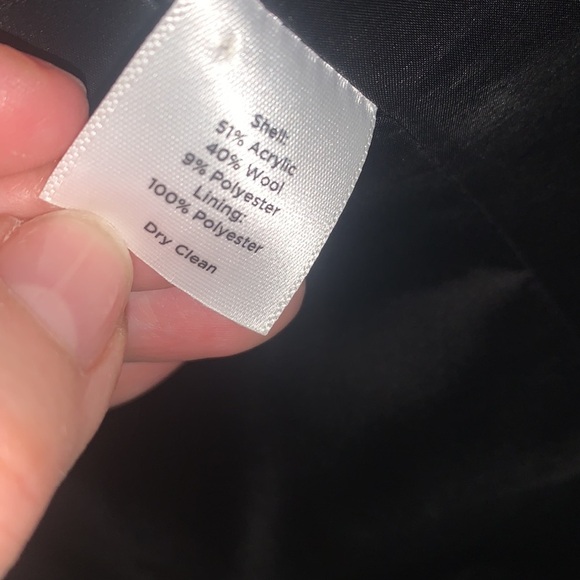 Shell:
51% Acrylic
40% Wool
9% Polyester
Lining:
100% Polyester
Dry Clean